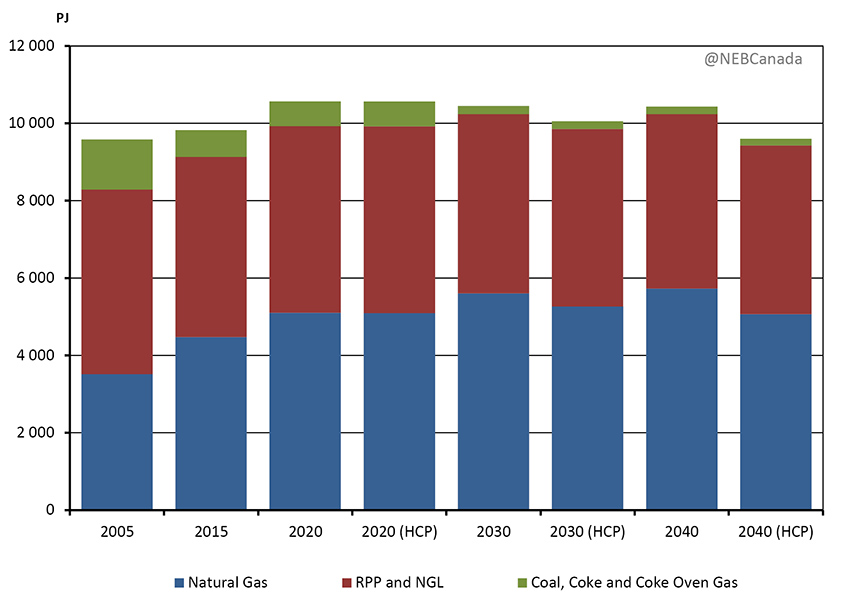 PJ
12 000
@NEBCanada
10 000
8 000
6 000
4 000
2 000
0
2005 2015 2020 2020 (HCP) 2030 2030 (HCP) 2040 2040 (HCP)
Natural Gas RPP and NGL Coal, Coke and Coke Oven Gas